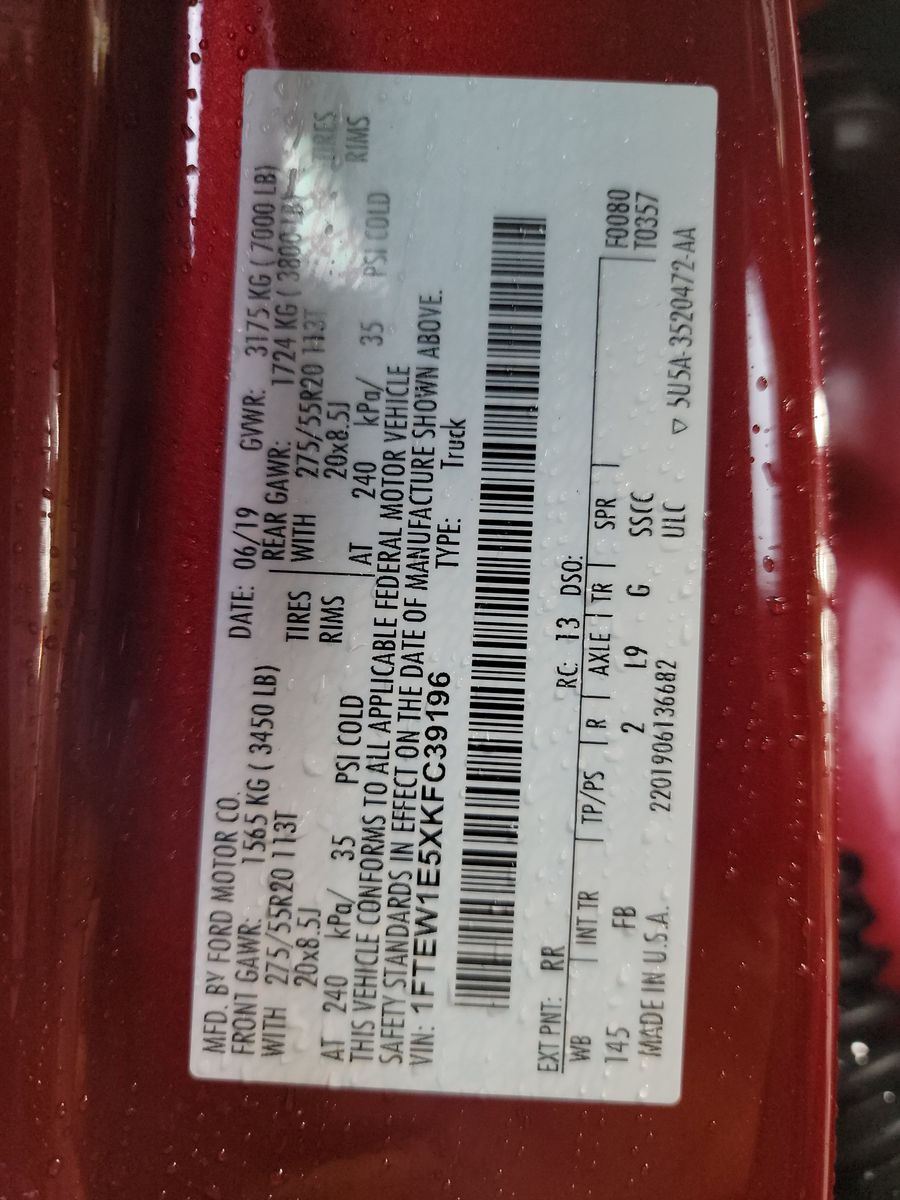 MFD. BY FORD MOTOR CO. DATE: 06/19 GVWR: 3175 KG ( 7000 LB)
FRONT GAWR: 1565 KG ( 3450 LB) REAR GAWR: 1724 KG ( 3800 LB)
WITH 275/55R20 113T TIRES WITH 275/55R20 113T TIRES
20x8.5J RIMS 20x8.5J RIMS
AT 240 kPa/ 35 PSI COLD AT 240 kPa/ 35 PSI COLD
THIS VEHICLE CONFORMS TO ALL APPLICABLE FEDERAL MOTOR VEHICLE
SAFETY STANDARDS IN EFFECT ON THE DATE OF MANUFACTURE SHOWN ABOVE.
VIN: 1FTEW1E5XKFC39196 TYPE: Truck
EXT PNT: RR RC: 13 DSO:
WB INT TR TP/PS R AXLE TR SPR F0080
145 FB 2 L9 G SSCC T0357
MADE IN U.S.A. 2201906136682 ULC ▽ 5U5A-3520472-AA